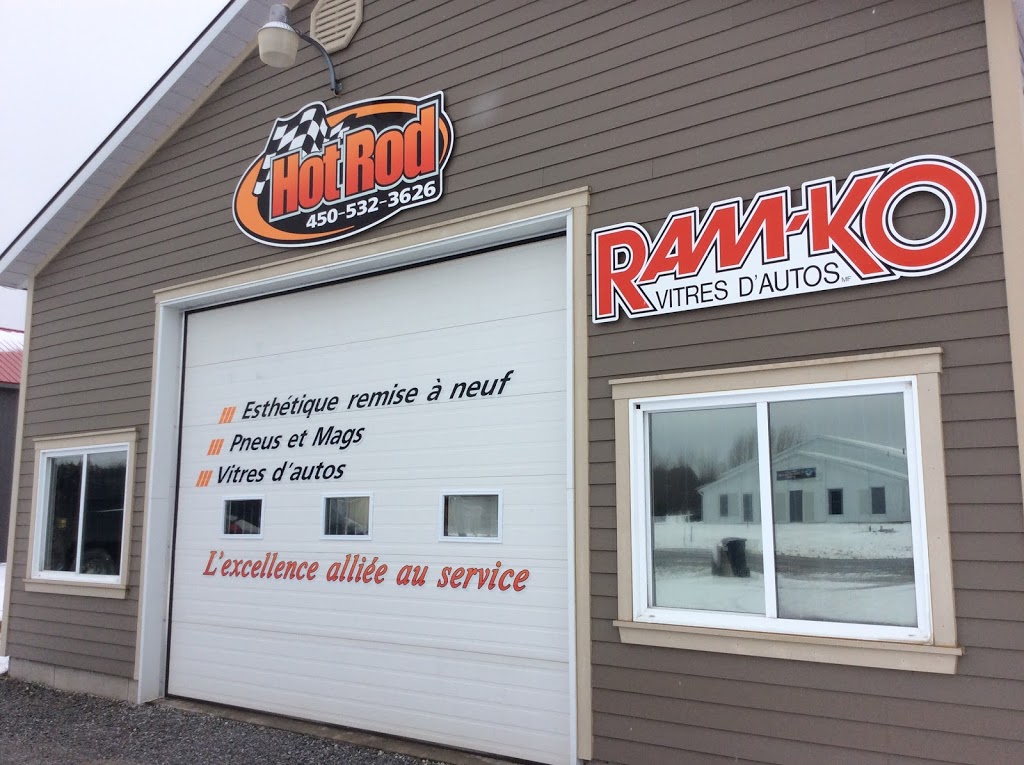 Hot Rod
450-532-3626
RAM-KO
VITRES D'AUTOS MF
Esthétique remise à neuf
Pneus et Mags
Vitres d'autos
L'excellence alliée au service